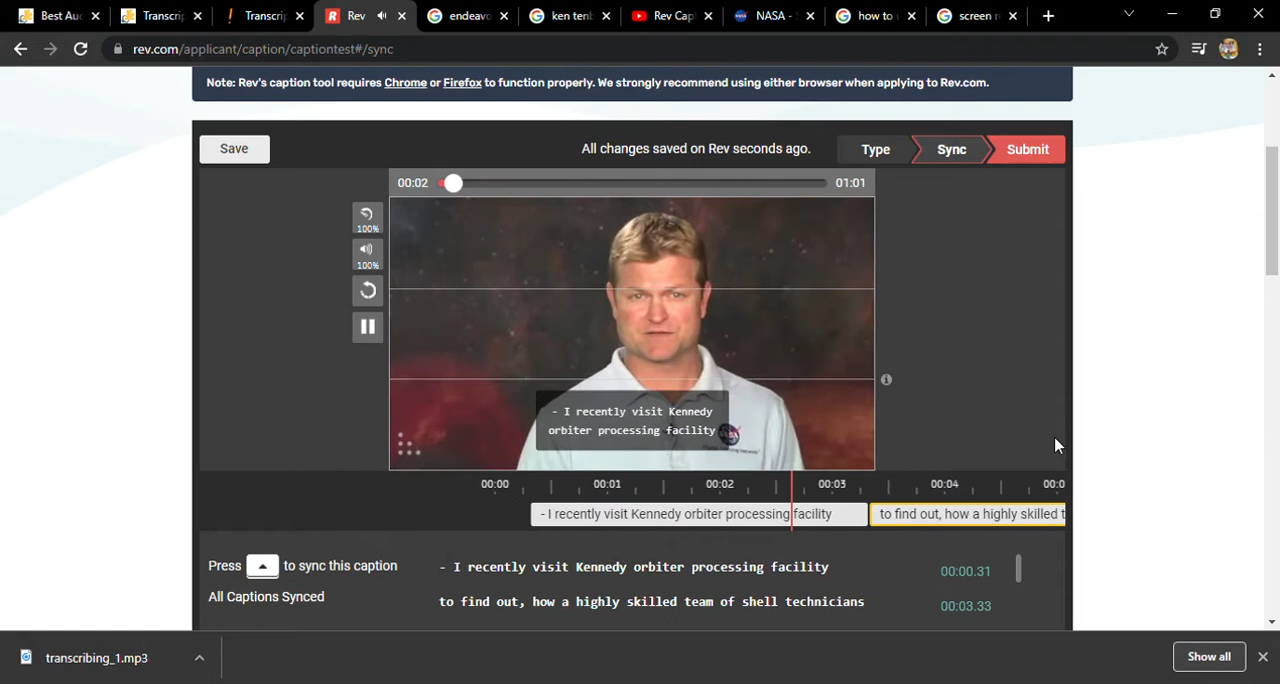 Best Au
Transcrip
Transcrip
Rev
endeavo
ken tenb
Rev Cap
NASA -
how to u
screen r
rev.com/applicant/caption/captiontest#/sync
Note: Rev's caption tool requires Chrome or Firefox to function properly. We strongly recommend using either browser when applying to Rev.com.
Save
All changes saved on Rev seconds ago.
Type
Sync
Submit
00:02
01:01
100%
100%
- I recently visit Kennedy
orbiter processing facility
NASA
00:00
00:01
00:02
00:03
00:04
00:0
- I recently visit Kennedy orbiter processing facility
to find out, how a highly skilled t
Press to sync this caption
All Captions Synced
- I recently visit Kennedy orbiter processing facility
00:00.31
to find out, how a highly skilled team of shell technicians
00:03.33
transcribing_1.mp3
Show all